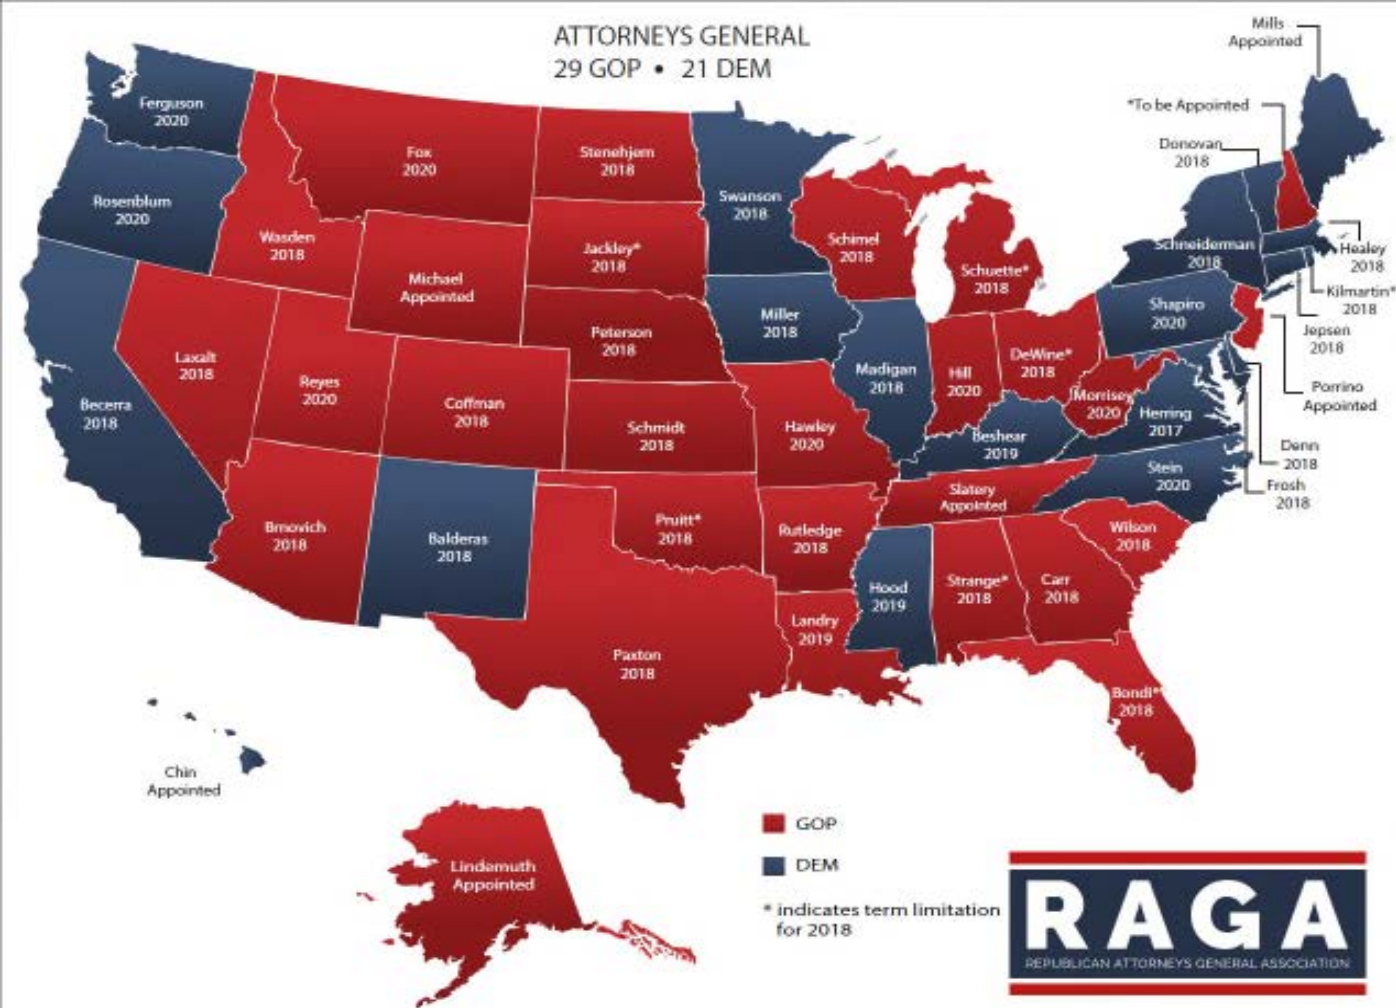 ATTORNEYS GENERAL
29 GOP • 21 DEM
Mills
Appointed
*To be Appointed
Donovan
2018
Ferguson
2020
Rosenblum
2020
Fox
2020
Stenehjem
2018
Swanson
2018
Wasden
2018
Michael
Appointed
Jackley*
2018
Schimel
2018
Schuette*
2018
Schneiderman
2018
Healey
2018
Kilmartin*
2018
Jepsen
2018
Porrino
Appointed
Denn
2018
Frosh
2018
Peterson
2018
Miller
2018
Shapiro
2020
Laxalt
2018
Reyes
2020
Coffman
2018
Madigan
2018
Hill
2020
DeWine*
2018
Morrisey
2020
Herring
2017
Becerra
2018
Schmidt
2018
Hawley
2020
Beshear
2019
Stein
2020
Slatery
Appointed
Wilson
2018
Brnovich
2018
Balderas
2018
Pruitt*
2018
Rutledge
2018
Hood
2019
Strange*
2018
Carr
2018
Landry
2019
Paxton
2018
Bondi*
2018
Chin
Appointed
Lindemuth
Appointed
GOP
DEM
* indicates term limitation
for 2018
RAGA
REPUBLICAN ATTORNEYS GENERAL ASSOCIATION